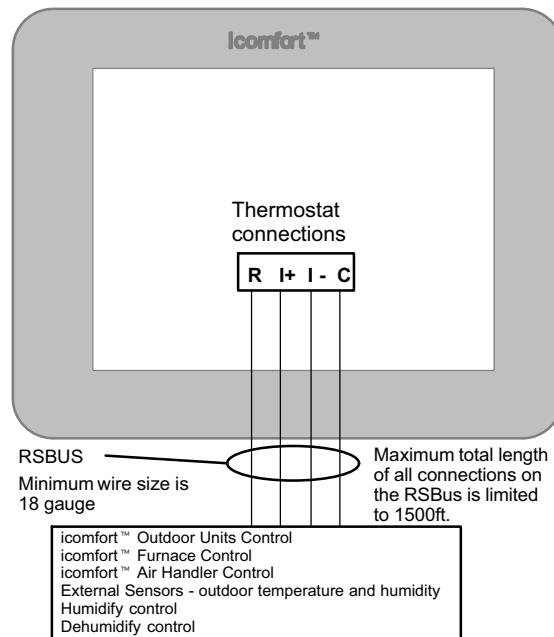 Icomfort™
Thermostat
connections
R I+ I - C
RSBUS
Minimum wire size is
18 gauge
Maximum total length
of all connections on
the RSBus is limited
to 1500ft.
icomfort™ Outdoor Units Control
icomfort™ Furnace Control
icomfort™ Air Handler Control
External Sensors - outdoor temperature and humidity
Humidify control
Dehumidify control